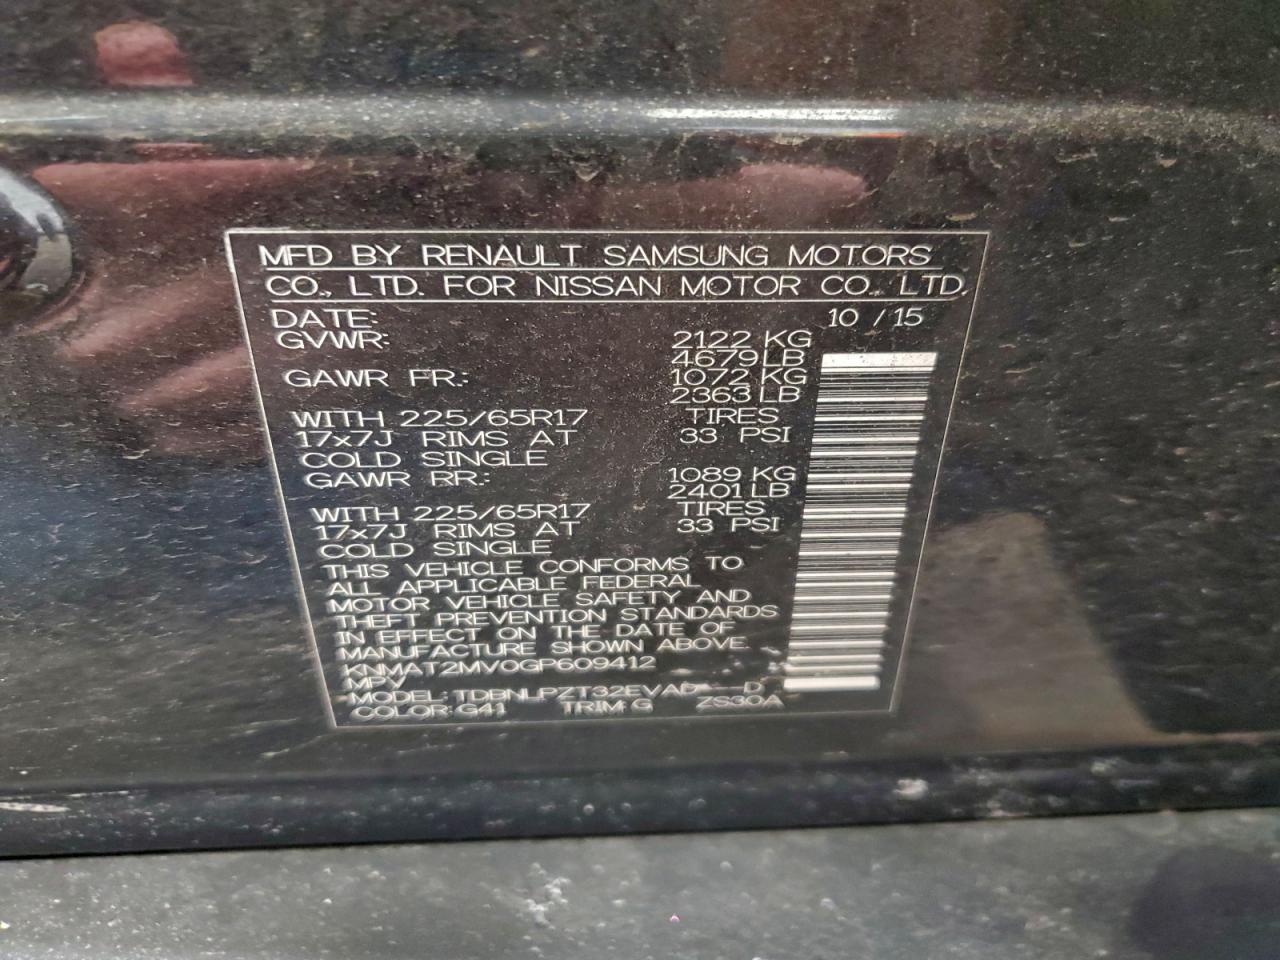 MFD BY RENAULT SAMSUNG MOTORS
CO., LTD. FOR NISSAN MOTOR CO., LTD.
DATE: 10 / 15
GVWR: 2122 KG
4679 LB
GAWR FR.: 1072 KG
2363 LB
WITH 225/65R17 TIRES
17x7J RIMS AT 33 PSI
COLD SINGLE
GAWR RR.: 1089 KG
2401 LB
WITH 225/65R17 TIRES
17x7J RIMS AT 33 PSI
COLD SINGLE
THIS VEHICLE CONFORMS TO
ALL APPLICABLE FEDERAL
MOTOR VEHICLE SAFETY AND
THEFT PREVENTION STANDARDS
IN EFFECT ON THE DATE OF
MANUFACTURE SHOWN ABOVE.
KNMAT2MV0GP609412
MPV
MODEL: TDBNLPZT32EVAD---D
COLOR: G41 TRIM: G ZS30A